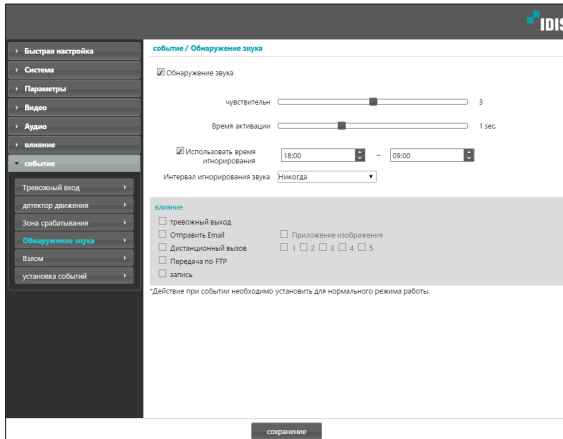 IDIS
Быстрая настройка
Система
Параметры
Видео
Аудио
влияние
событие
Тревожный вход
детектор движения
Зона срабатывания
Обнаружение звука
Взлом
установка событий
событие / Обнаружение звука
Обнаружение звука
чувствительн 3
Время активации 1 sec.
Использовать время
игнорирования 18:00 ~ 09:00
Интервал игнорирования звука Никогда
влияние
тревожный выход
Отправить Email Приложение изображения
Дистанционный вызов 1 2 3 4 5
Передача по FTP
запись
*Действие при событии необходимо установить для нормального режима работы.
сохранение